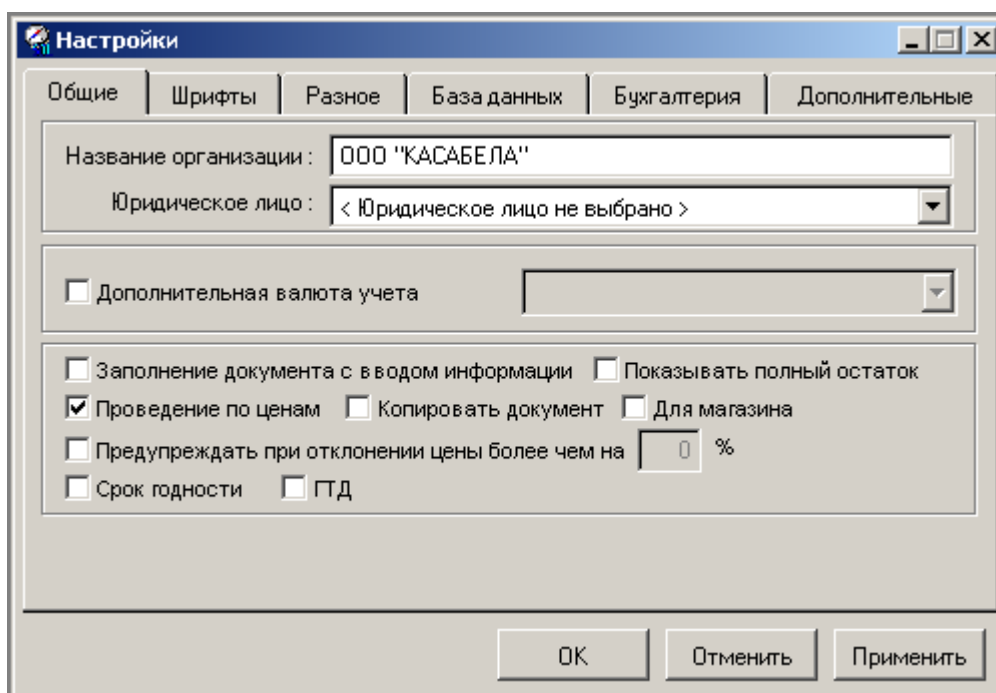 Настройки
Общие Шрифты Разное База данных Бухгалтерия Дополнительные
Название организации : ООО "КАСАБЕЛА"
Юридическое лицо : < Юридическое лицо не выбрано >
Дополнительная валюта учета
Заполнение документа с вводом информации Показывать полный остаток
Проведение по ценам Копировать документ Для магазина
Предупреждать при отклонении цены более чем на 0 %
Срок годности ГТД
OK Отменить Применить